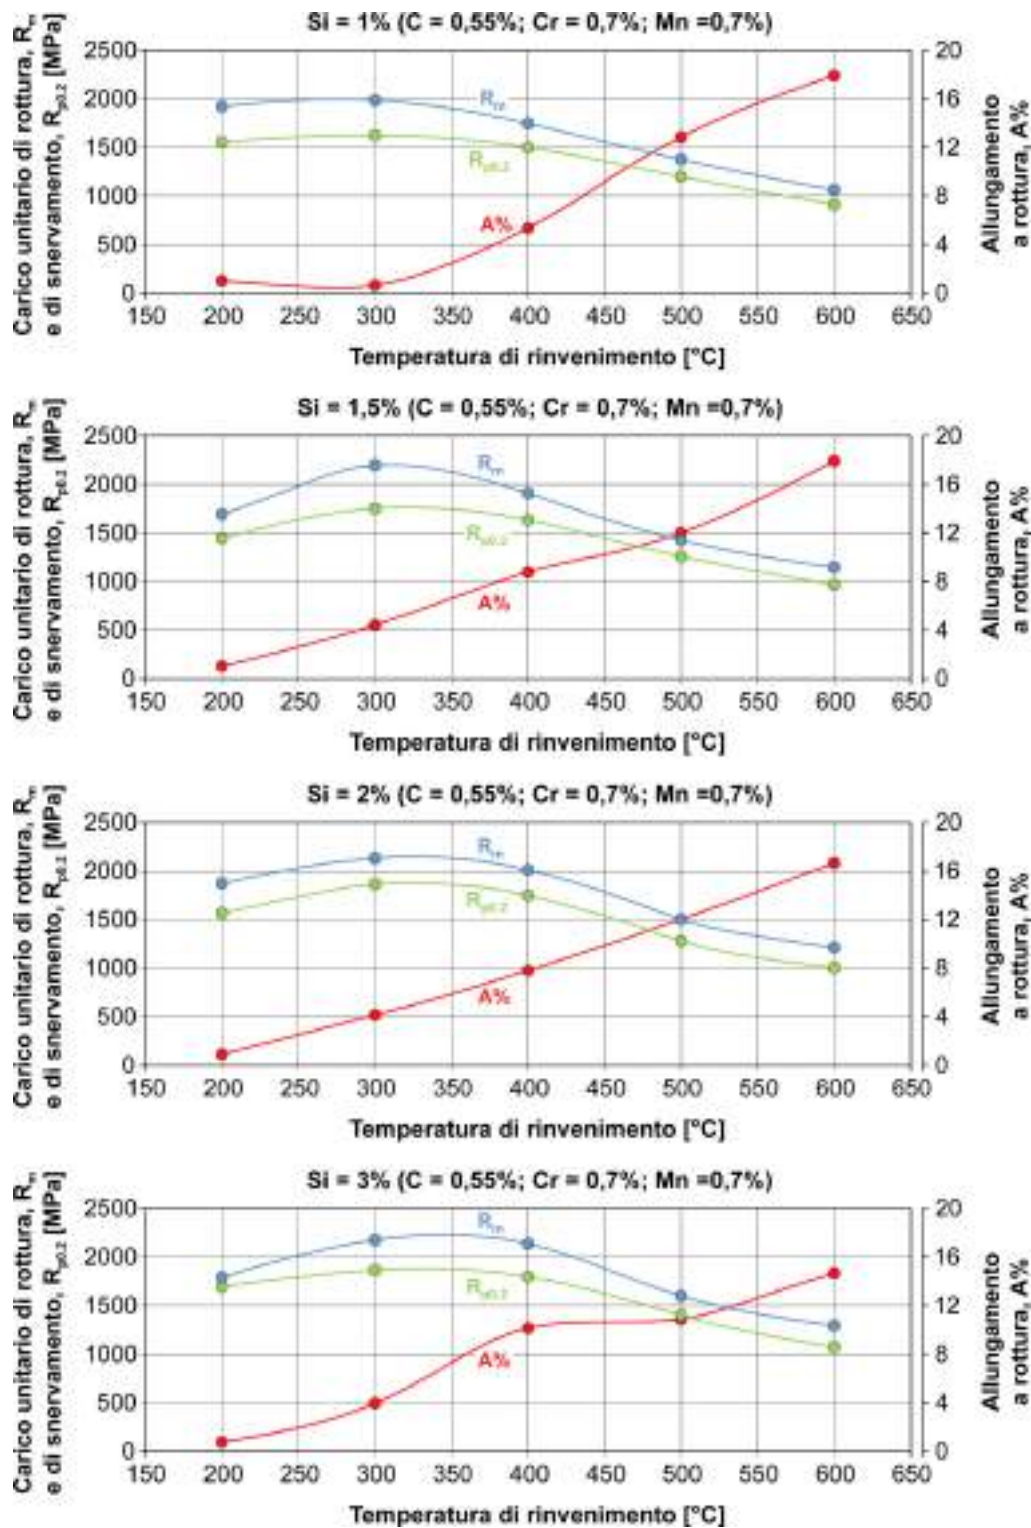 Si = 1% (C = 0,55%; Cr = 0,7%; Mn =0,7%)
Carico unitario di rottura, Rm
e di snervamento, Rp0.2 [MPa]
2500
2000
1500
1000
500
0
Rm
Rp0.2
A%
20
16
12
8
4
0
Allungamento
a rottura, A%
150 200 250 300 350 400 450 500 550 600 650
Temperatura di rinvenimento [°C]
Si = 1,5% (C = 0,55%; Cr = 0,7%; Mn =0,7%)
Carico unitario di rottura, Rm
e di snervamento, Rp0.2 [MPa]
2500
2000
1500
1000
500
0
Rm
Rp0.2
A%
20
16
12
8
4
0
Allungamento
a rottura, A%
150 200 250 300 350 400 450 500 550 600 650
Temperatura di rinvenimento [°C]
Si = 2% (C = 0,55%; Cr = 0,7%; Mn =0,7%)
Carico unitario di rottura, Rm
e di snervamento, Rp0.2 [MPa]
2500
2000
1500
1000
500
0
Rm
Rp0.2
A%
20
16
12
8
4
0
Allungamento
a rottura, A%
150 200 250 300 350 400 450 500 550 600 650
Temperatura di rinvenimento [°C]
Si = 3% (C = 0,55%; Cr = 0,7%; Mn =0,7%)
Carico unitario di rottura, Rm
e di snervamento, Rp0.2 [MPa]
2500
2000
1500
1000
500
0
Rm
Rp0.2
A%
20
16
12
8
4
0
Allungamento
a rottura, A%
150 200 250 300 350 400 450 500 550 600 650
Temperatura di rinvenimento [°C]